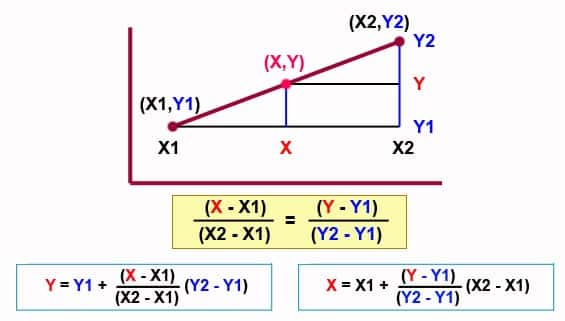 (X2,Y2)
Y2
(X,Y)
Y
(X1,Y1)
Y1
X1 X X2
(X - X1) / (X2 - X1) = (Y - Y1) / (Y2 - Y1)
Y = Y1 + (X - X1) / (X2 - X1) (Y2 - Y1)
X = X1 + (Y - Y1) / (Y2 - Y1) (X2 - X1)